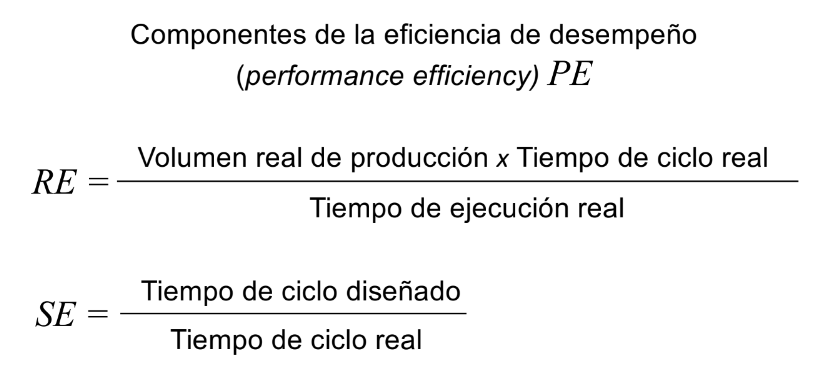 Componentes de la eficiencia de desempeño
(performance efficiency) PE
RE = Volumen real de producción x Tiempo de ciclo real
Tiempo de ejecución real
SE = Tiempo de ciclo diseñado
Tiempo de ciclo real